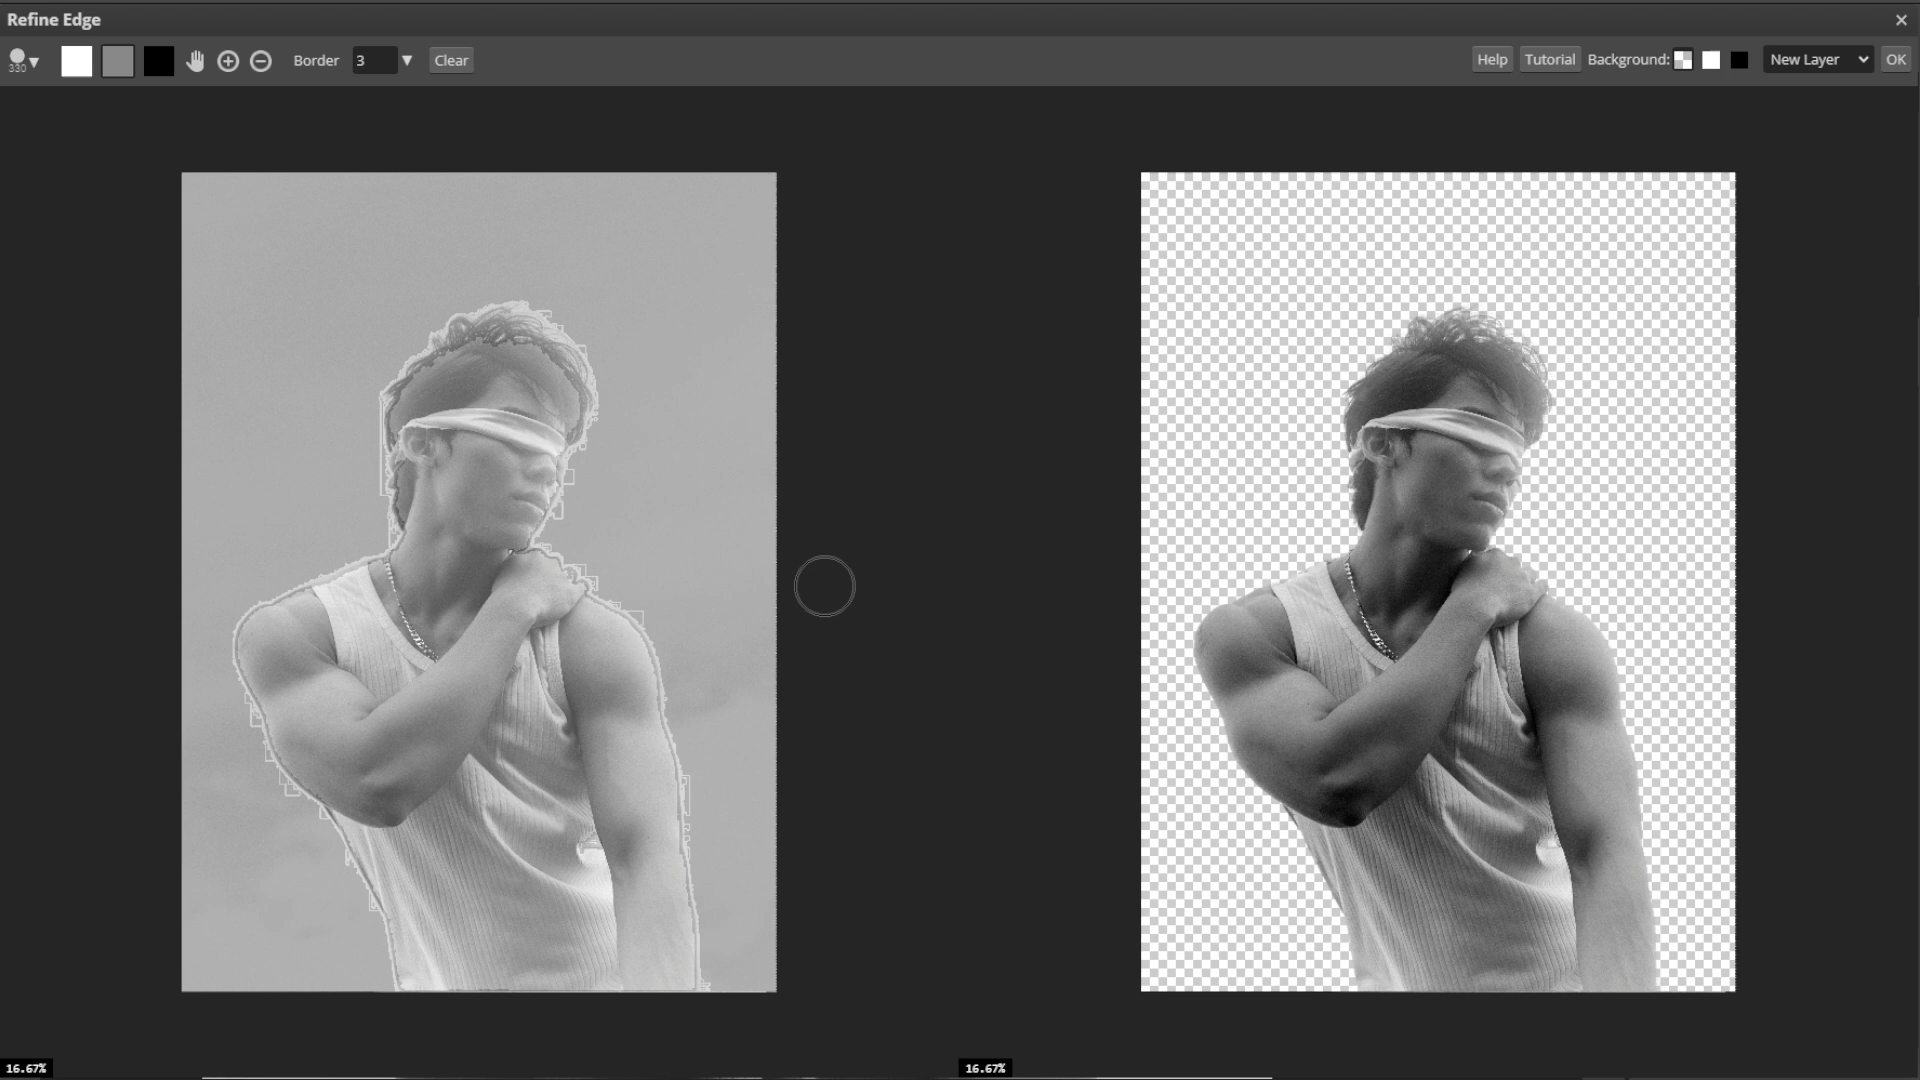 Refine Edge
330
Border 3 Clear
Help Tutorial Background: New Layer OK
16.67% 16.67%